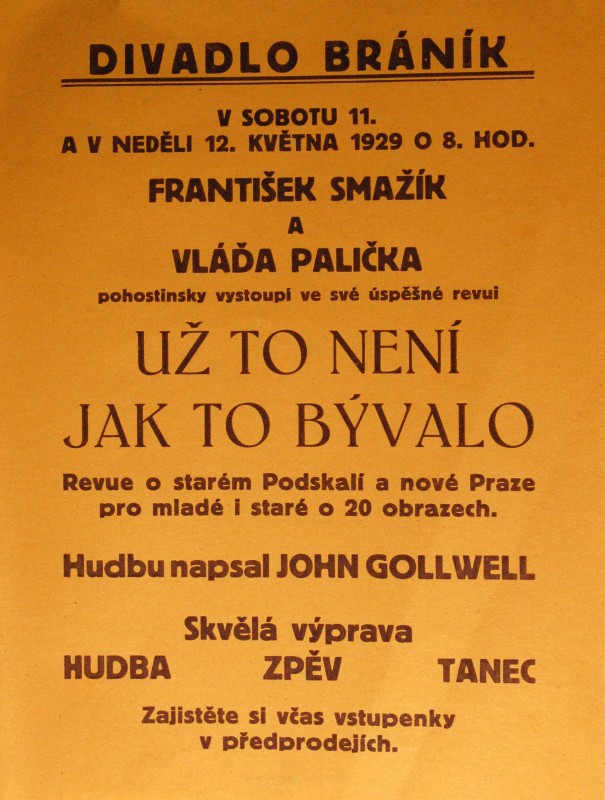 DIVADLO BRÁNÍK
V SOBOTU 11.
A V NEDĚLI 12. KVĚTNA 1929 O 8. HOD.
FRANTIŠEK SMAŽÍK
A
VLÁĎA PALIČKA
pohostinsky vystoupí ve své úspěšné revui
UŽ TO NENÍ
JAK TO BÝVALO
Revue o starém Podskalí a nové Praze
pro mladé i staré o 20 obrazech.
Hudbu napsal JOHN GOLLWELL
Skvělá výprava
HUDBA ZPĚV TANEC
Zajistěte si včas vstupenky
v předprodejích.